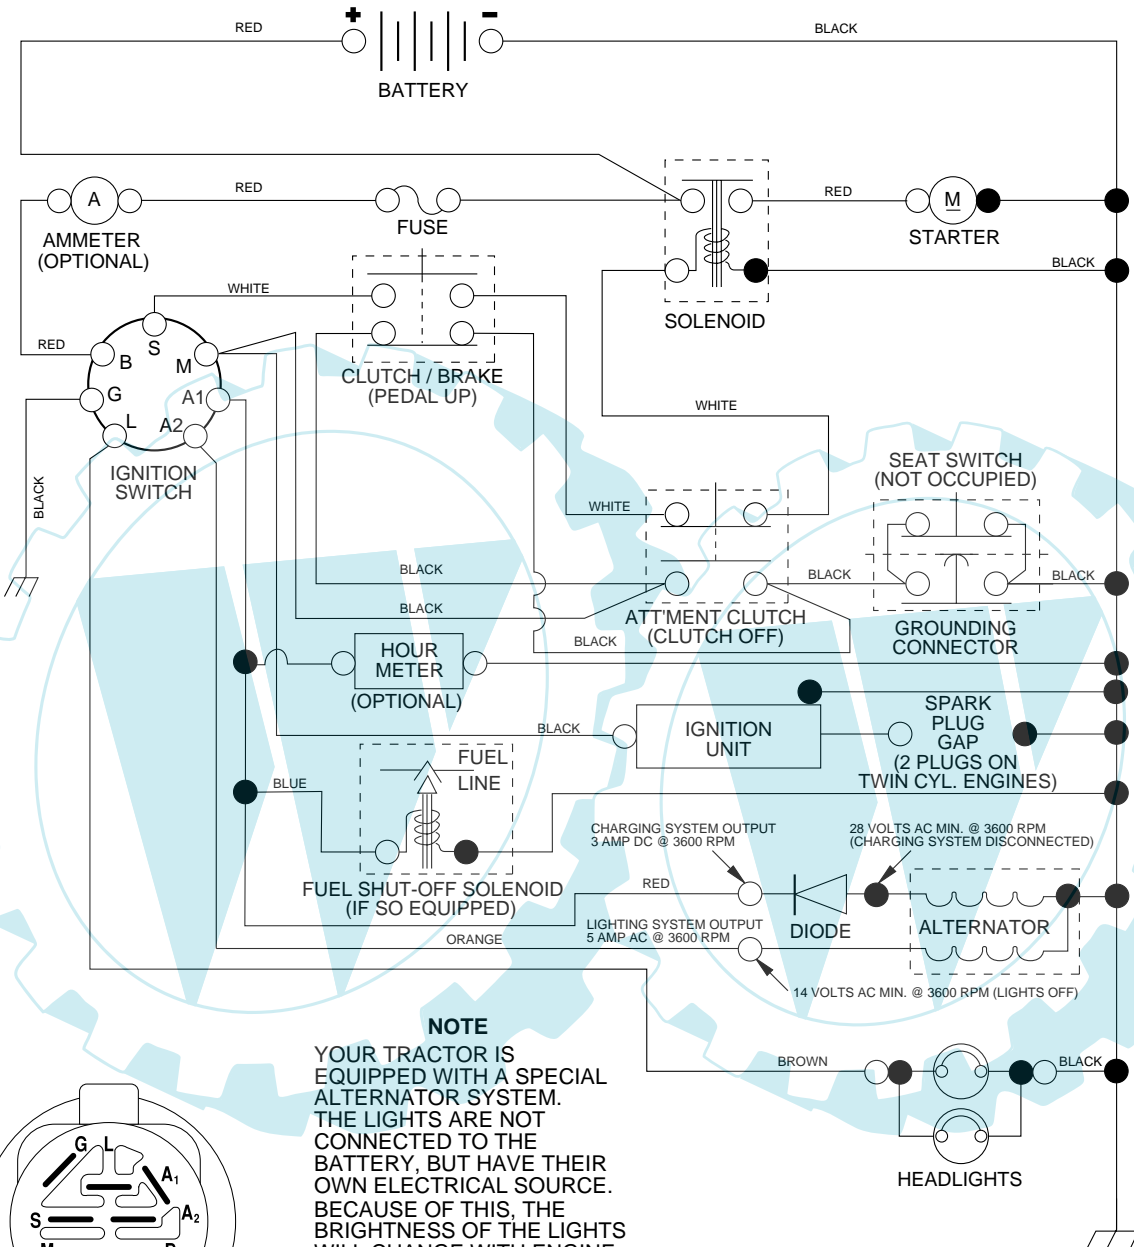 + -
RED
BLACK
BATTERY
RED
RED
A
M
FUSE
STARTER
AMMETER
(OPTIONAL)
BLACK
WHITE
SOLENOID
RED
S
B
M
G
A1
L
A2
CLUTCH / BRAKE
(PEDAL UP)
WHITE
IGNITION
SWITCH
BLACK
SEAT SWITCH
(NOT OCCUPIED)
WHITE
BLACK
BLACK
BLACK
BLACK
ATT'MENT CLUTCH
(CLUTCH OFF)
GROUNDING
CONNECTOR
BLACK
HOUR
METER
(OPTIONAL)
BLACK
IGNITION
UNIT
SPARK
PLUG
GAP
(2 PLUGS ON
TWIN CYL. ENGINES)
FUEL
LINE
BLUE
CHARGING SYSTEM OUTPUT
3 AMP DC @ 3600 RPM
28 VOLTS AC MIN. @ 3600 RPM
(CHARGING SYSTEM DISCONNECTED)
FUEL SHUT-OFF SOLENOID
(IF SO EQUIPPED)
RED
LIGHTING SYSTEM OUTPUT
5 AMP AC @ 3600 RPM
DIODE
ALTERNATOR
ORANGE
14 VOLTS AC MIN. @ 3600 RPM (LIGHTS OFF)
NOTE
YOUR TRACTOR IS
EQUIPPED WITH A SPECIAL
ALTERNATOR SYSTEM.
THE LIGHTS ARE NOT
CONNECTED TO THE
BATTERY, BUT HAVE THEIR
OWN ELECTRICAL SOURCE.
BECAUSE OF THIS, THE
BRIGHTNESS OF THE LIGHTS
WILL CHANGE WITH ENGINE
BROWN
BLACK
HEADLIGHTS
G L
A1
S
A2
M
B